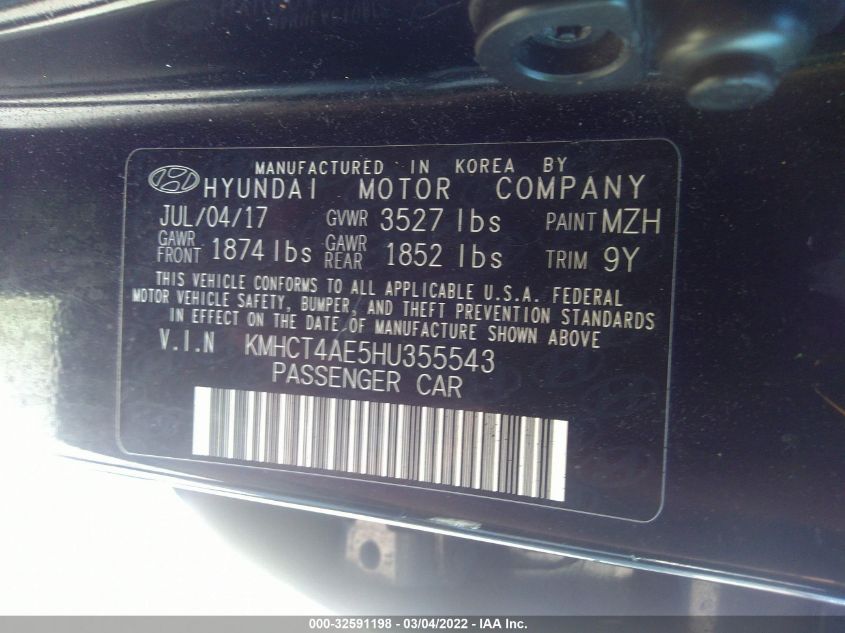 MANUFACTURED IN KOREA BY
HYUNDAI MOTOR COMPANY
JUL/04/17 GVWR 3527 lbs PAINT MZH
GAWR FRONT 1874 lbs GAWR REAR 1852 lbs TRIM 9Y
THIS VEHICLE CONFORMS TO ALL APPLICABLE U.S.A. FEDERAL
MOTOR VEHICLE SAFETY, BUMPER, AND THEFT PREVENTION STANDARDS
IN EFFECT ON THE DATE OF MANUFACTURE SHOWN ABOVE
V.I.N KMHCT4AE5HU355543
PASSENGER CAR
000-32591198 - 03/04/2022 - IAA Inc.